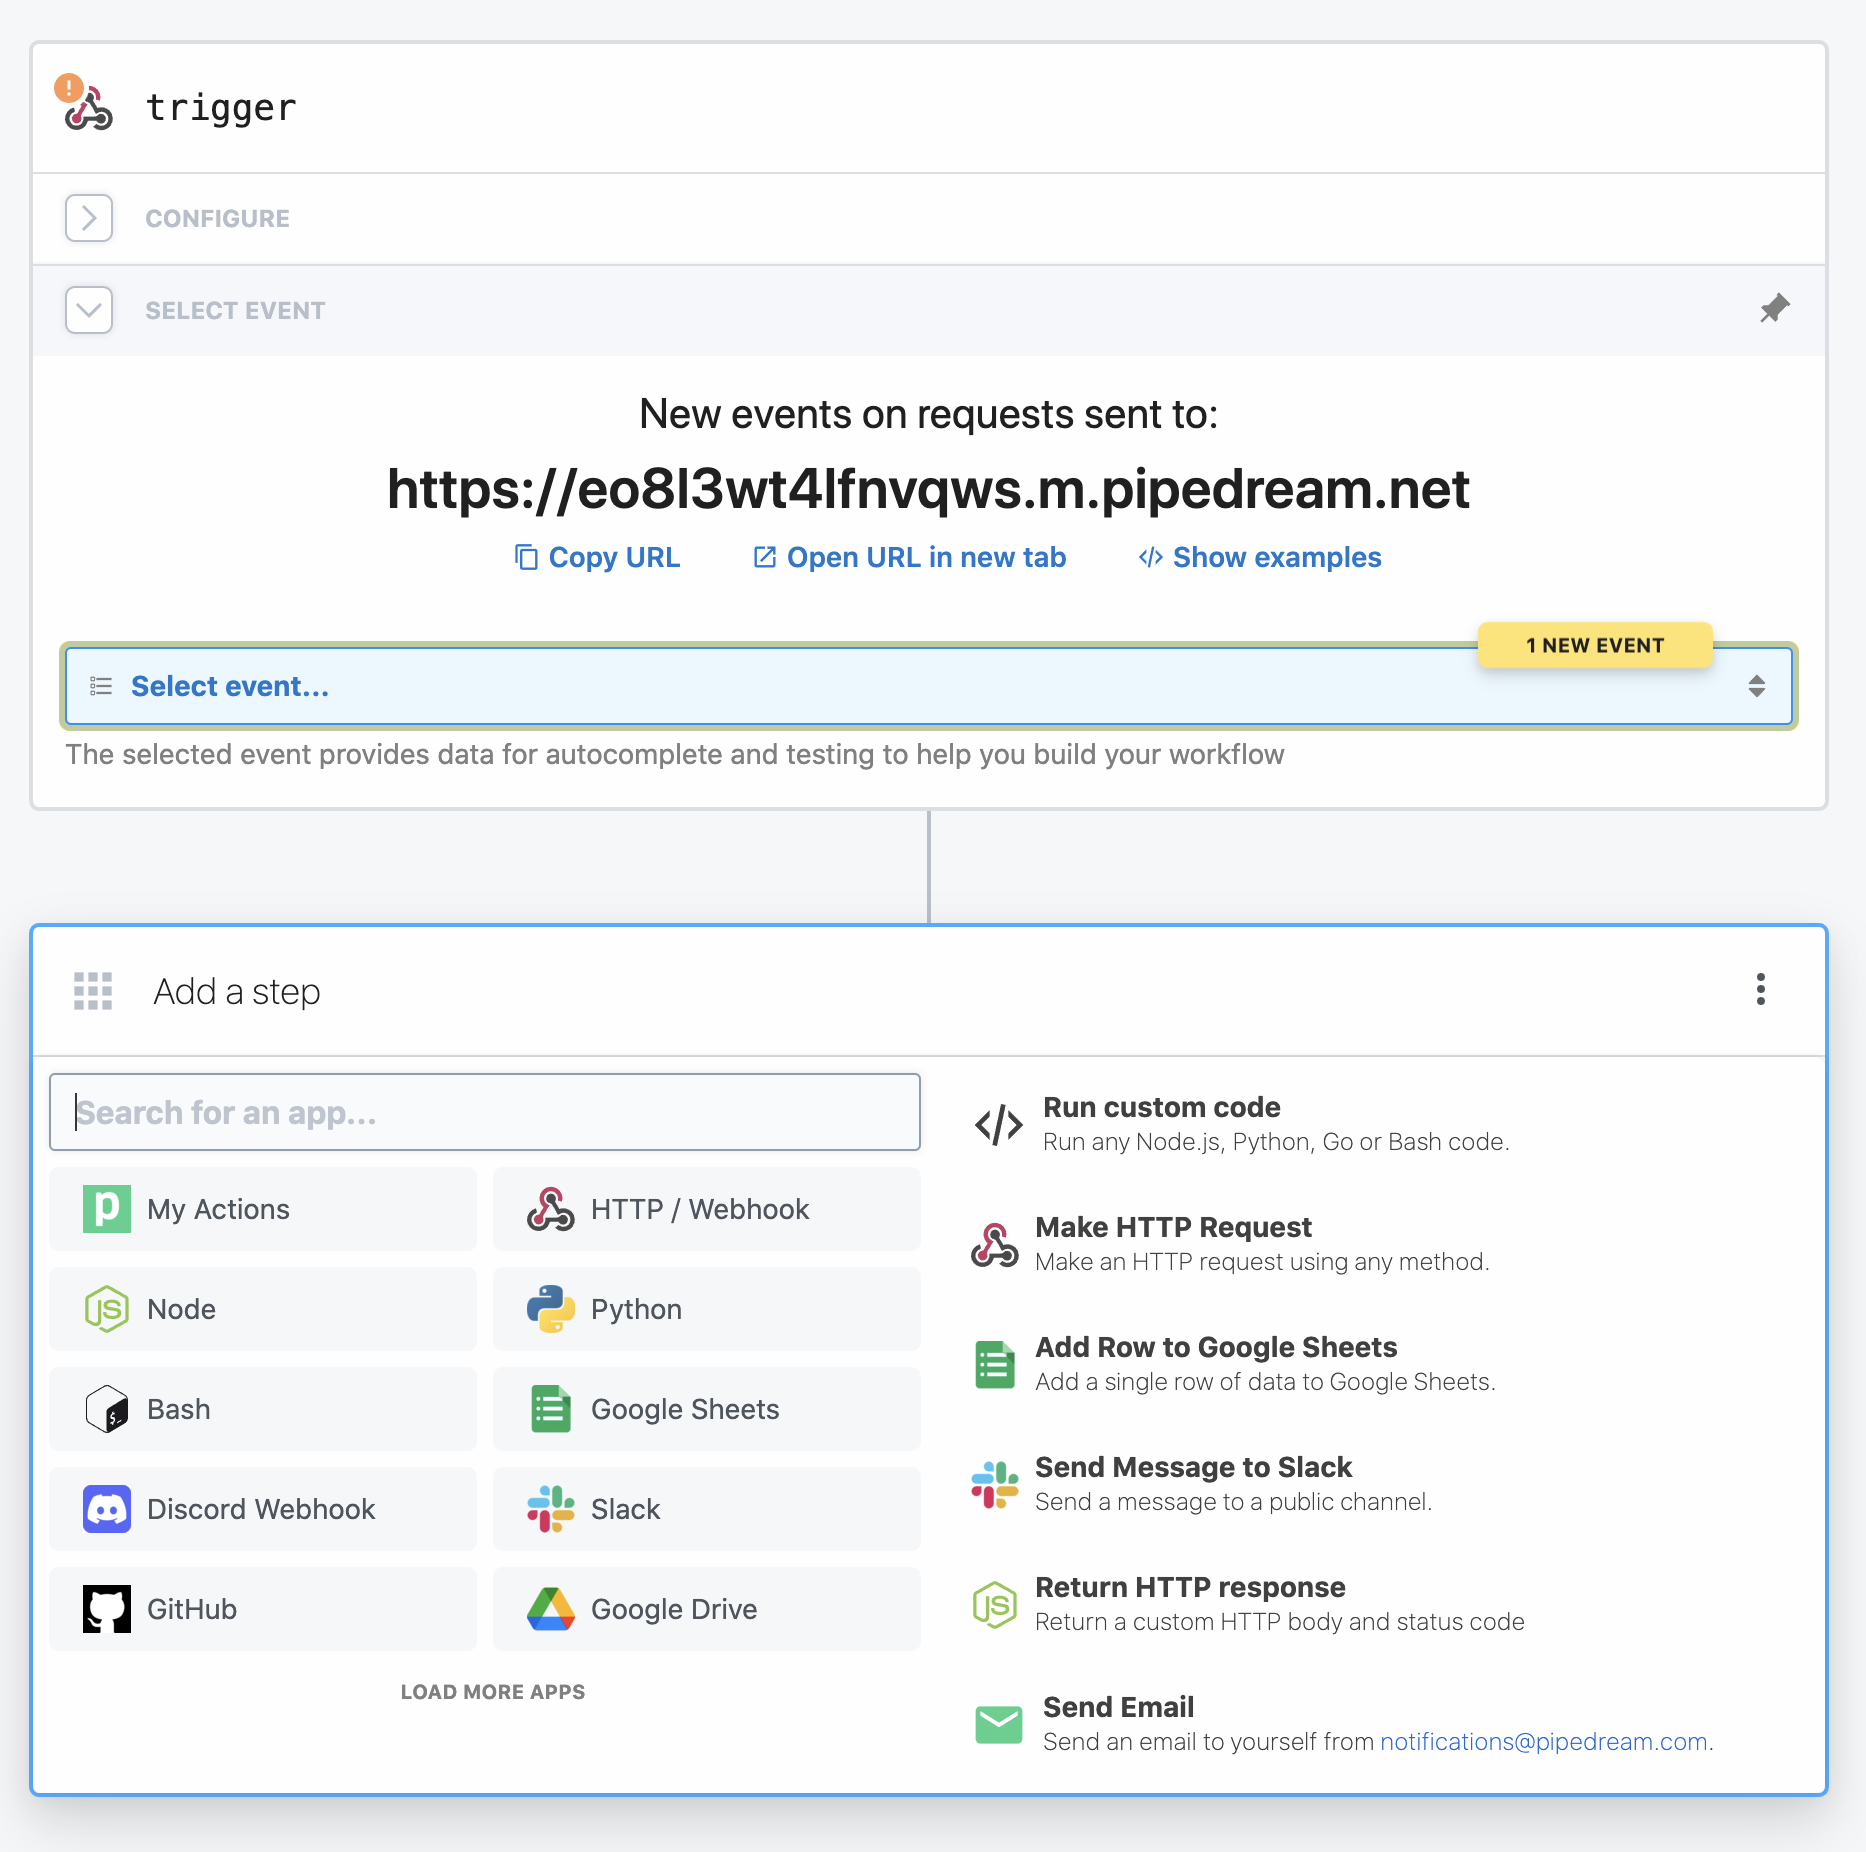 trigger
CONFIGURE
SELECT EVENT
New events on requests sent to:
https://eo8l3wt4lfnvqws.m.pipedream.net
Copy URL
Open URL in new tab
Show examples
1 NEW EVENT
Select event...
The selected event provides data for autocomplete and testing to help you build your workflow
Add a step
Search for an app...
My Actions
HTTP / Webhook
Node
Python
Bash
Google Sheets
Discord Webhook
Slack
GitHub
Google Drive
LOAD MORE APPS
Run custom code
Run any Node.js, Python, Go or Bash code.
Make HTTP Request
Make an HTTP request using any method.
Add Row to Google Sheets
Add a single row of data to Google Sheets.
Send Message to Slack
Send a message to a public channel.
Return HTTP response
Return a custom HTTP body and status code
Send Email
Send an email to yourself from notifications@pipedream.com.